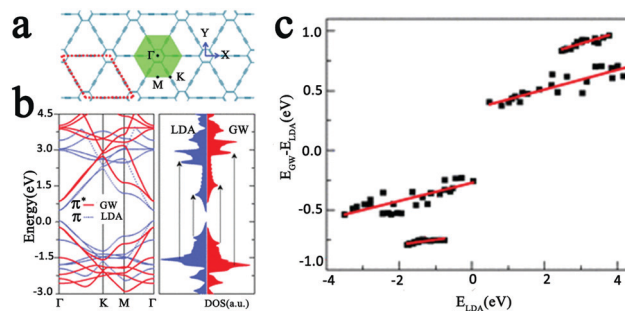 a
Y
X
Γ
M
K
b
4.5
3.0
1.5
0.0
-1.5
-3.0
Energy(eV)
π* GW
π LDA
Γ K M Γ
LDA GW
DOS(a.u.)
c
1.0
0.5
0.0
-0.5
-1.0
E_GW-E_LDA(eV)
-4 -2 0 2 4
E_LDA(eV)